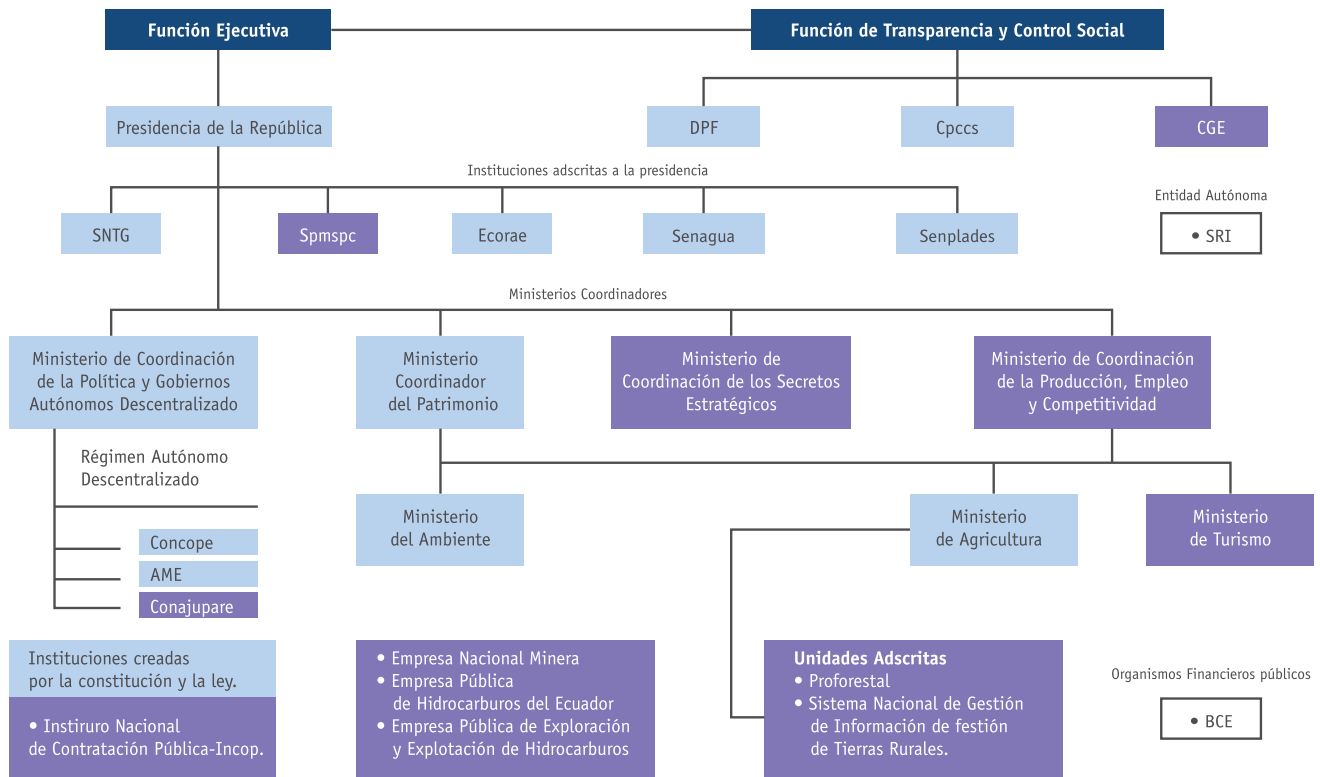 Función Ejecutiva
Función de Transparencia y Control Social
Presidencia de la República
DPF
Cpccs
CGE
Instituciones adscritas a la presidencia
Entidad Autónoma
SNTG
Spmspc
Ecorae
Senagua
Senplades
• SRI
Ministerios Coordinadores
Ministerio de Coordinación
de la Política y Gobiernos
Autónomos Descentralizado
Ministerio
Coordinador
del Patrimonio
Ministerio de
Coordinación de los Secretos
Estratégicos
Ministerio de Coordinación
de la Producción, Empleo
y Competitividad
Régimen Autónomo
Descentralizado
Concope
AME
Conajupare
Ministerio
del Ambiente
Ministerio
de Agricultura
Ministerio
de Turismo
Instituciones creadas
por la constitución y la ley.
• Instiruro Nacional
de Contratación Pública-Incop.
• Empresa Nacional Minera
• Empresa Pública
de Hidrocarburos del Ecuador
• Empresa Pública de Exploración
y Explotación de Hidrocarburos
Unidades Adscritas
• Proforestal
• Sistema Nacional de Gestión
de Información de festión
de Tierras Rurales.
Organismos Financieros públicos
• BCE